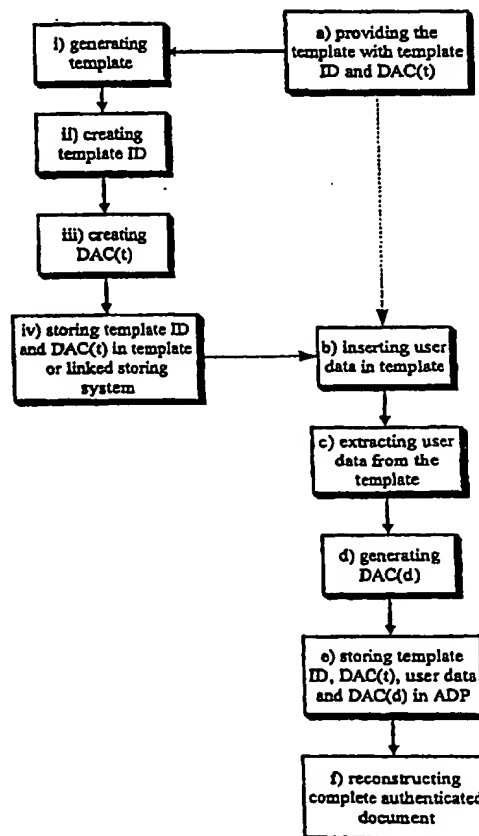 i) generating
template
a) providing the
template with template
ID and DAC(t)
ii) creating
template ID
iii) creating
DAC(t)
iv) storing template ID
and DAC(t) in template
or linked storing
system
b) inserting user
data in template
c) extracting user
data from the
template
d) generating
DAC(d)
e) storing template
ID, DAC(t), user data
and DAC(d) in ADP
f) reconstructing
complete authenticated
document